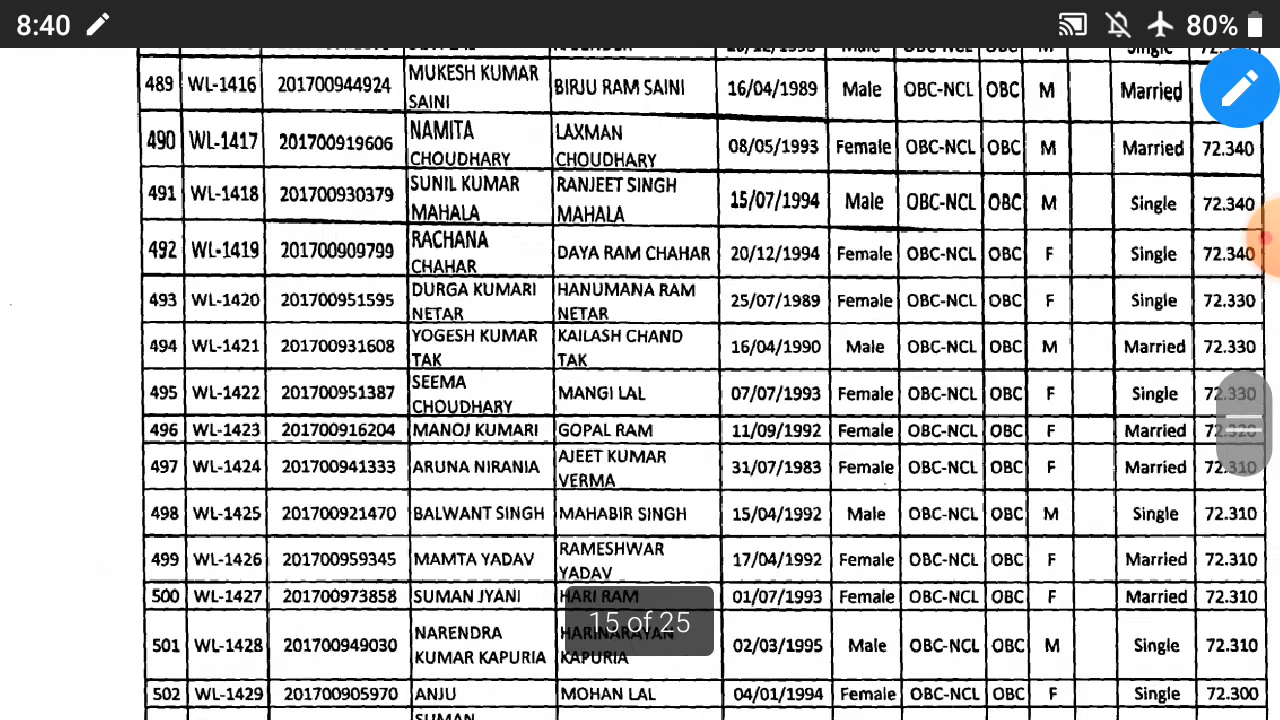 8:40 80%
489 WL-1416 201700944924 MUKESH KUMAR SAINI BIRJU RAM SAINI 16/04/1989 Male OBC-NCL OBC M Married
490 WL-1417 201700919606 NAMITA CHOUDHARY LAXMAN CHOUDHARY 08/05/1993 Female OBC-NCL OBC M Married 72.340
491 WL-1418 201700930379 SUNIL KUMAR MAHALA RANJEET SINGH MAHALA 15/07/1994 Male OBC-NCL OBC M Single 72.340
492 WL-1419 201700909799 RACHANA CHAHAR DAYA RAM CHAHAR 20/12/1994 Female OBC-NCL OBC F Single 72.340
493 WL-1420 201700951595 DURGA KUMARI NETAR HANUMANA RAM NETAR 25/07/1989 Female OBC-NCL OBC F Single 72.330
494 WL-1421 201700931608 YOGESH KUMAR TAK KAILASH CHAND TAK 16/04/1990 Male OBC-NCL OBC M Married 72.330
495 WL-1422 201700951387 SEEMA CHOUDHARY MANGI LAL 07/07/1993 Female OBC-NCL OBC F Single 72.330
496 WL-1423 201700916204 MANOJ KUMARI GOPAL RAM 11/09/1992 Female OBC-NCL OBC F Married 72.320
497 WL-1424 201700941333 ARUNA NIRANIA AJEET KUMAR VERMA 31/07/1983 Female OBC-NCL OBC F Married 72.310
498 WL-1425 201700921470 BALWANT SINGH MAHABIR SINGH 15/04/1992 Male OBC-NCL OBC M Single 72.310
499 WL-1426 201700959345 MAMTA YADAV RAMESHWAR YADAV 17/04/1992 Female OBC-NCL OBC F Married 72.310
500 WL-1427 201700973858 SUMAN JYANI HARI RAM 01/07/1993 Female OBC-NCL OBC F Married 72.310
15 of 25
501 WL-1428 201700949030 NARENDRA KUMAR KAPURIA HARINARAYAN KAPURIA 02/03/1995 Male OBC-NCL OBC M Single 72.310
502 WL-1429 201700905970 ANJU MOHAN LAL 04/01/1994 Female OBC-NCL OBC F Single 72.300
SUMAN